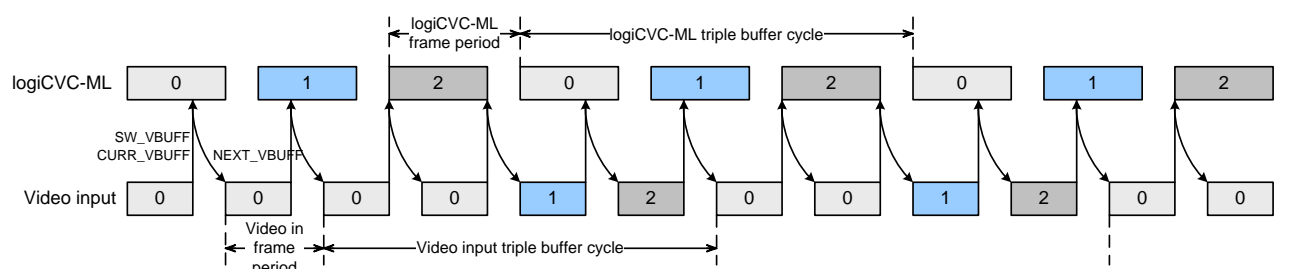 logiCVC-ML
frame period
logiCVC-ML triple buffer cycle
logiCVC-ML 0 1 2 0 1 2 0 1 2
SW_VBUFF
CURR_VBUFF NEXT_VBUFF
Video input 0 0 0 0 1 2 0 0 1 2 0 0
Video in
frame
period
Video input triple buffer cycle